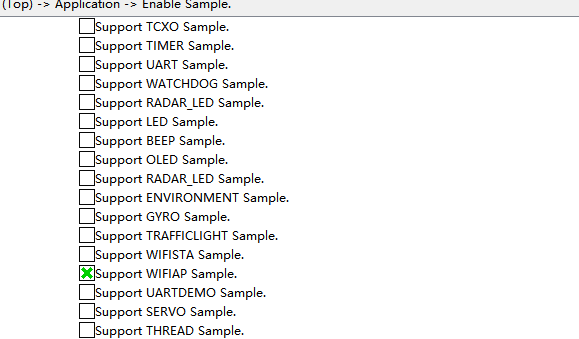 (Top) -> Application -> Enable Sample.
Support TCXO Sample.
Support TIMER Sample.
Support UART Sample.
Support WATCHDOG Sample.
Support RADAR_LED Sample.
Support LED Sample.
Support BEEP Sample.
Support OLED Sample.
Support RADAR_LED Sample.
Support ENVIRONMENT Sample.
Support GYRO Sample.
Support TRAFFICLIGHT Sample.
Support WIFISTA Sample.
Support WIFIAP Sample.
Support UARTDEMO Sample.
Support SERVO Sample.
Support THREAD Sample.